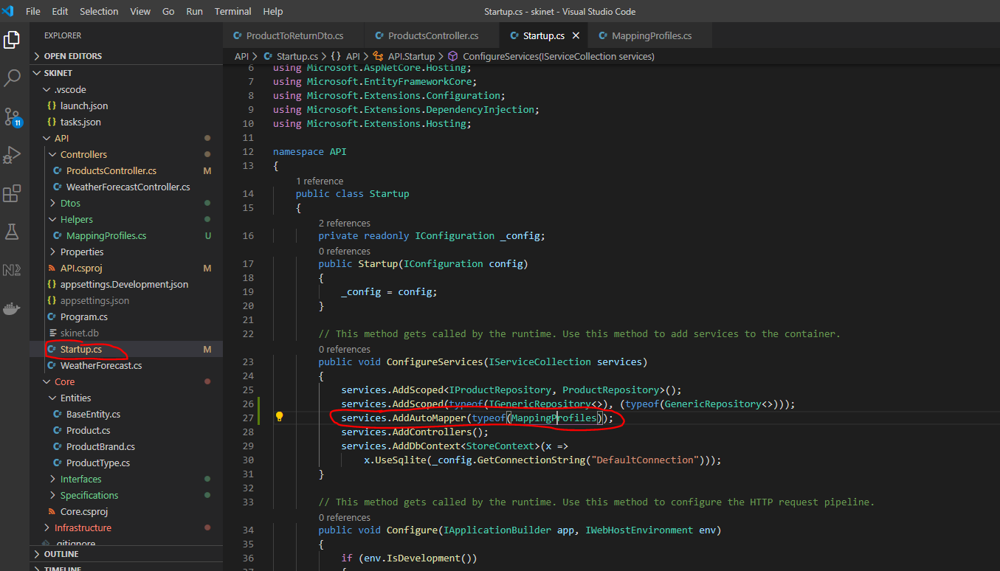 File Edit Selection View Go Run Terminal Help
Startup.cs - skinet - Visual Studio Code
EXPLORER
OPEN EDITORS
SKINET
.vscode
{} launch.json
{} tasks.json
API
Controllers
C# ProductsController.cs M
C# WeatherForecastController.cs
Dtos
Helpers
C# MappingProfiles.cs U
Properties
API.csproj M
{} appsettings.Development.json
{} appsettings.json
C# Program.cs
skinet.db
C# Startup.cs M
C# WeatherForecast.cs
Core
Entities
C# BaseEntity.cs
C# Product.cs
C# ProductBrand.cs
C# ProductType.cs
Interfaces
Specifications
Core.csproj
Infrastructure
.gitignore
OUTLINE
TIMELINE
11
N2
C# ProductToReturnDto.cs C# ProductsController.cs C# Startup.cs C# MappingProfiles.cs
API > C# Startup.cs > {} API > API.Startup > ConfigureServices(IServiceCollection services)
6 using Microsoft.AspNetCore.Hosting;
7 using Microsoft.EntityFrameworkCore;
8 using Microsoft.Extensions.Configuration;
9 using Microsoft.Extensions.DependencyInjection;
10 using Microsoft.Extensions.Hosting;
11
12 namespace API
13 {
1 reference
14 public class Startup
15 {
2 references
16 private readonly IConfiguration _config;
0 references
17 public Startup(IConfiguration config)
18 {
19 _config = config;
20 }
21
22 // This method gets called by the runtime. Use this method to add services to the container.
0 references
23 public void ConfigureServices(IServiceCollection services)
24 {
25 services.AddScoped<IProductRepository, ProductRepository>();
26 services.AddScoped(typeof(IGenericRepository<>), (typeof(GenericRepository<>)));
27 services.AddAutoMapper(typeof(MappingProfiles));
28 services.AddControllers();
29 services.AddDbContext<StoreContext>(x =>
30 x.UseSqlite(_config.GetConnectionString("DefaultConnection")));
31 }
32
33 // This method gets called by the runtime. Use this method to configure the HTTP request pipeline.
0 references
34 public void Configure(IApplicationBuilder app, IWebHostEnvironment env)
35 {
36 if (env.IsDevelopment())
37 {